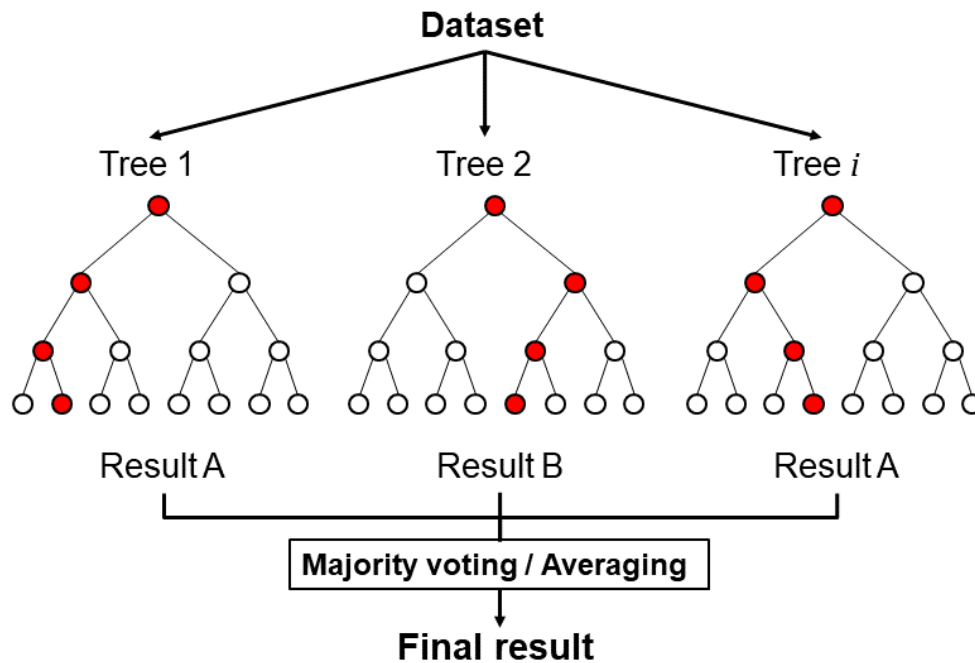 Dataset
Tree 1 Tree 2 Tree i
Result A Result B Result A
Majority voting / Averaging
Final result